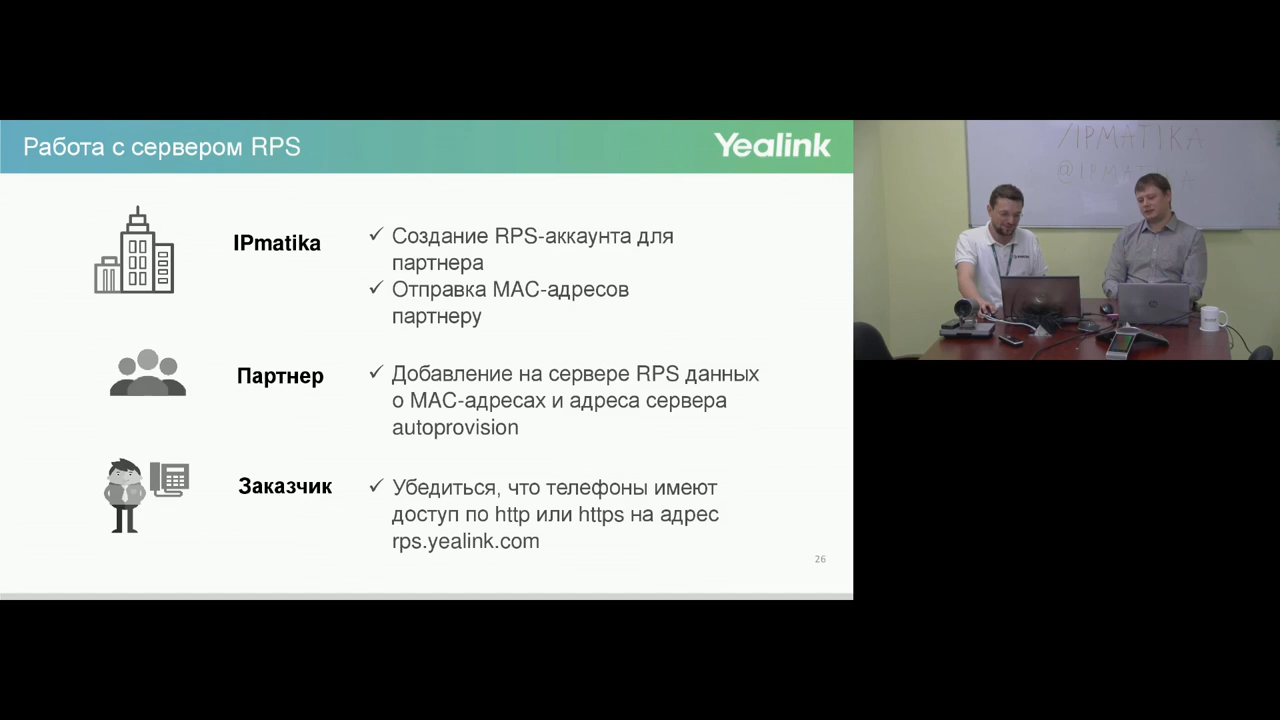 Работа с сервером RPS
Yealink
IPmatika
✓ Создание RPS-аккаунта для
партнера
✓ Отправка MAC-адресов
партнеру
Партнер
✓ Добавление на сервере RPS данных
о MAC-адресах и адреса сервера
autoprovision
Заказчик
✓ Убедиться, что телефоны имеют
доступ по http или https на адрес
rps.yealink.com
26
/IPMATIKA
@IPMATIKA